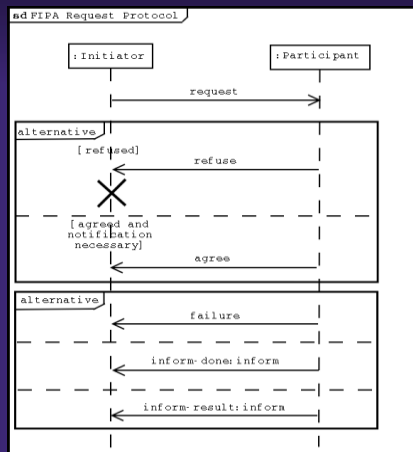 sd FIPA Request Protocol
:Initiator
:Participant
request
alternative
[refused]
refuse
[agreed and
notification
necessary]
agree
alternative
failure
inform-done:inform
inform-result:inform